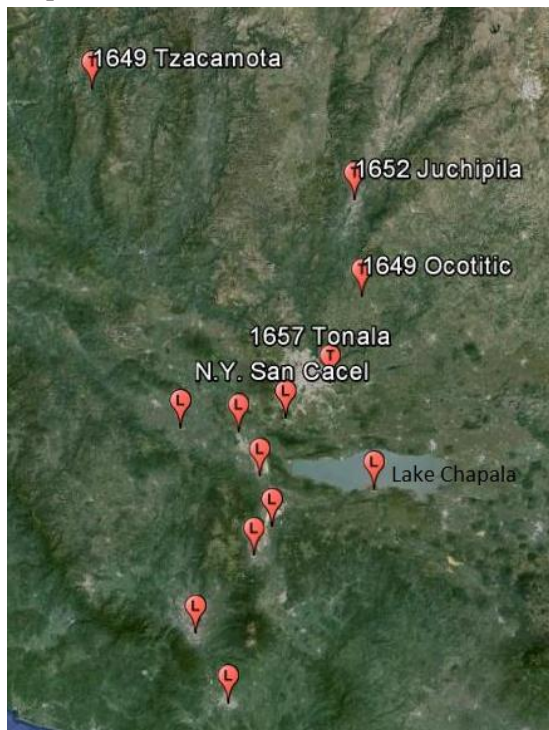 T 1649 Tzacamota
T 1652 Juchipila
T 1649 Ocotitic
1657 Tonala
T
N.Y. San Cacel
L
L
L
L
L Lake Chapala
L
L
L
L